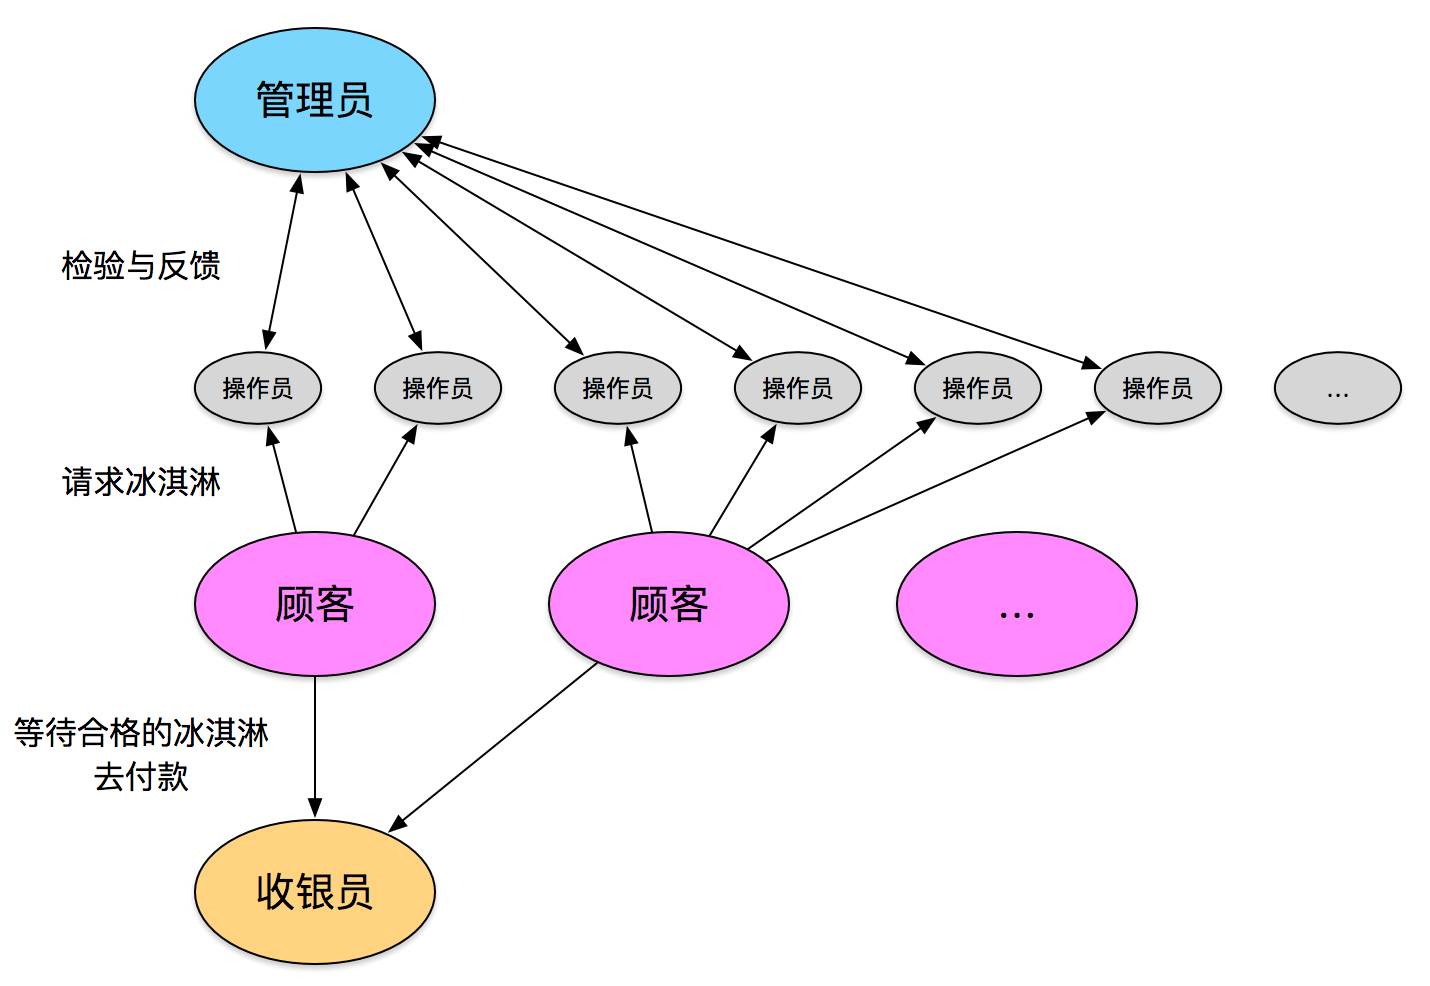 管理员
检验与反馈
操作员
操作员
操作员
操作员
操作员
操作员
...
请求冰淇淋
顾客
顾客
...
等待合格的冰淇淋
去付款
收银员